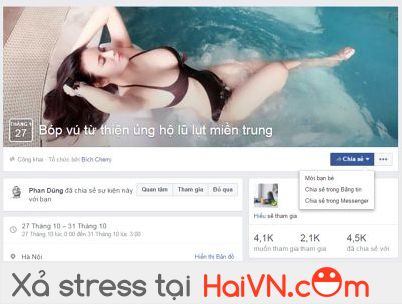 THÁNG 1
27
Bóp vú từ thiện ủng hộ lũ lụt miền trung
Công khai · Tổ chức bởi Bích Cherry
Chia sẻ
Mời bạn bè
Chia sẻ trong Bảng tin
Chia sẻ trong Messenger
Phan Dũng đang chia sẻ sự kiện này với bạn
Quan tâm
Tham gia
Bỏ qua
27 Tháng 10 – 31 Tháng 10
27 Tháng 10 lúc 0:00 đến 31 Tháng 10 lúc 3:00
Hà Nội
Hiển thị Bản đồ
Hiếu sẽ tham gia
4,1K
2,1K
4,5K
muốn tham gia
tham gia
đã chia sẻ với
Xả stress tại HaiVN.com